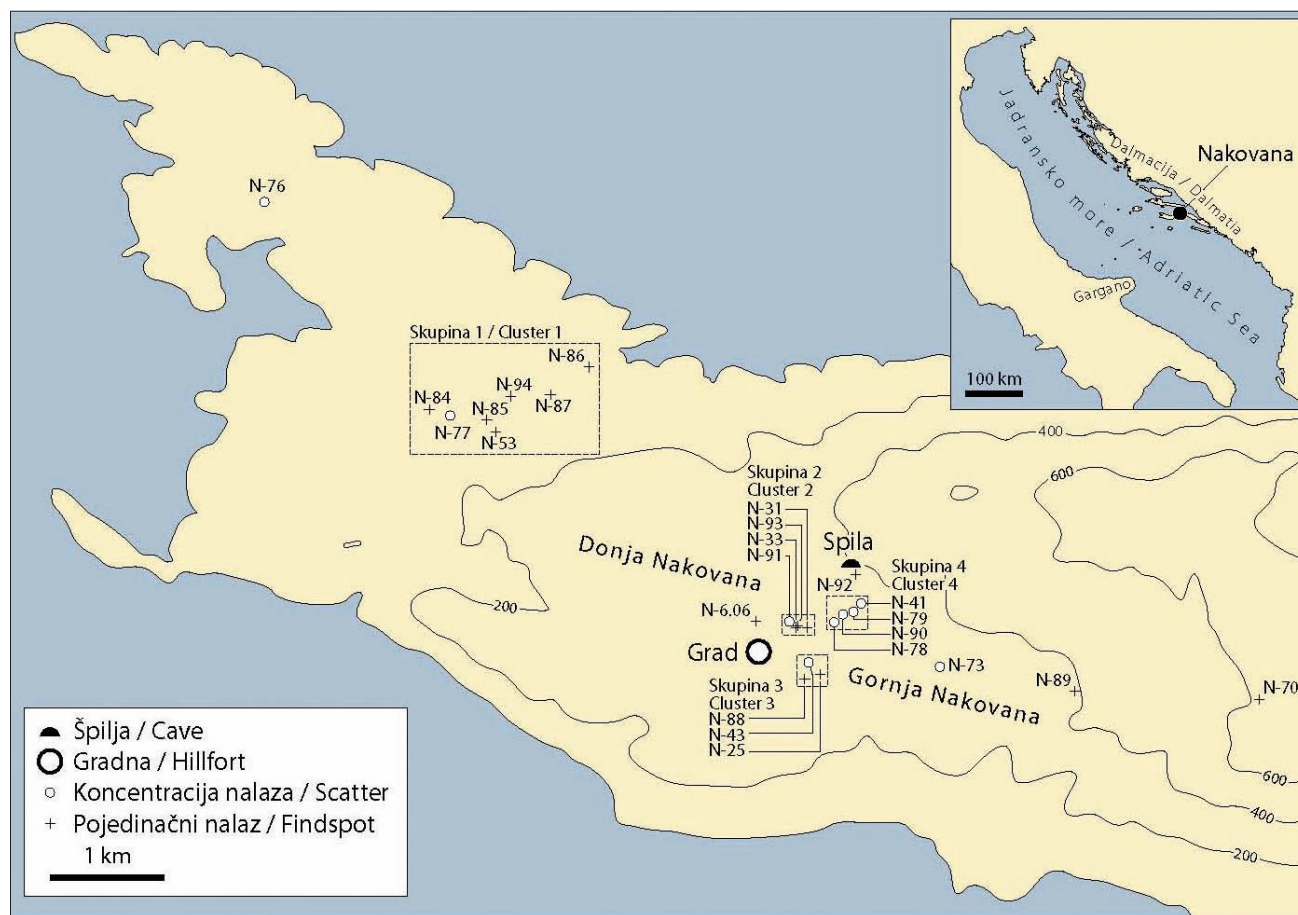 N-76
Skupina 1 / Cluster 1
N-86
N-94
N-84
N-85
N-87
N-77
N-53
400
600
Skupina 2
Cluster 2
N-31
N-93
N-33
N-91
Donja Nakovana
Spila
N-92
Skupina 4
Cluster 4
N-41
N-79
N-90
N-78
200
N-6.06
Grad
N-73
Skupina 3
Cluster 3
N-88
N-43
N-25
Gornja Nakovana
N-89
N-70
600
400
200
Jadransko more / Adriatic Sea
Dalmacija / Dalmatia
Nakovana
Gargano
100 km
Špilja / Cave
Gradna / Hillfort
Koncentracija nalaza / Scatter
Pojedinačni nalaz / Findspot
1 km